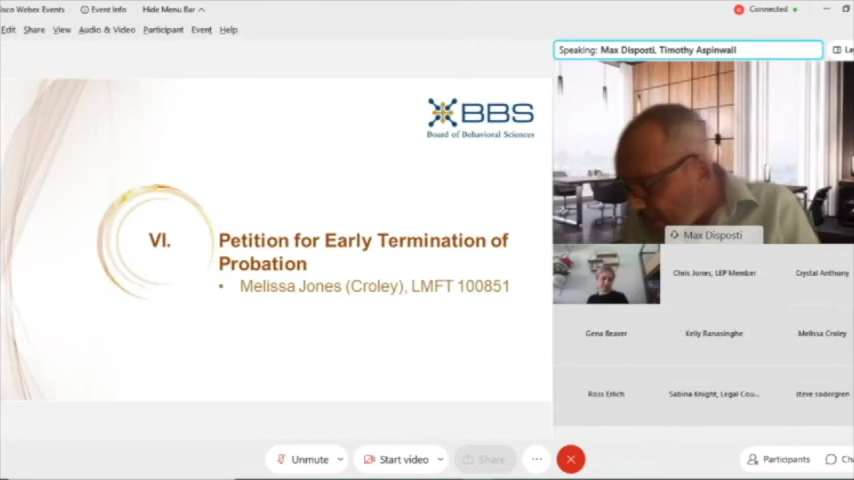 isco Webex Events
Event Info
Hide Menu Bar
Connected
Edit Share View Audio & Video Participant Event Help
Speaking: Max Disposti, Timothy Aspinwall
La
BBS
Board of Behavioral Sciences
VI.
Petition for Early Termination of
Probation
• Melissa Jones (Croley), LMFT 100851
Max Disposti
Chris Jones, LEP Member
Crystal Anthony
Gena Beaver
Kelly Ranasinghe
Melissa Croley
Ross Erlich
Sabina Knight, Legal Cou...
steve sodergren
Unmute
Start video
Share
Participants
Cha